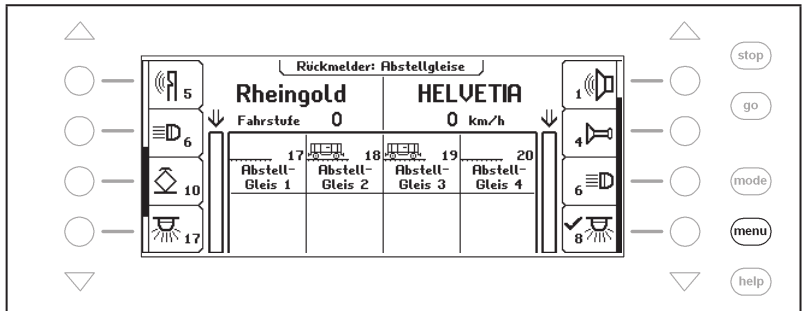 Rückmelder: Abstellgleise
stop
5 Rheingold HELVETIA 1
go
6 Fahrstufe 0 0 km/h 4
17 18 19 20
Abstell- Abstell- Abstell- Abstell-
Gleis 1 Gleis 2 Gleis 3 Gleis 4
10 6 mode
17 8 menu
help